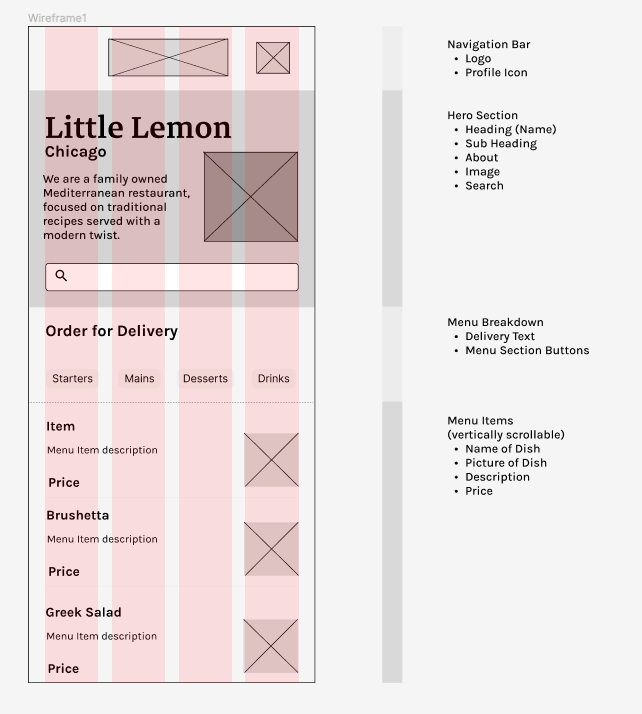 Wireframe1
Little Lemon
Chicago
We are a family owned
Mediterranean restaurant,
focused on traditional
recipes served with a
modern twist.
Order for Delivery
Starters
Mains
Desserts
Drinks
Item
Menu Item description
Price
Brushetta
Menu Item description
Price
Greek Salad
Menu Item description
Price
Navigation Bar
• Logo
• Profile Icon
Hero Section
• Heading (Name)
• Sub Heading
• About
• Image
• Search
Menu Breakdown
• Delivery Text
• Menu Section Buttons
Menu Items
(vertically scrollable)
• Name of Dish
• Picture of Dish
• Description
• Price